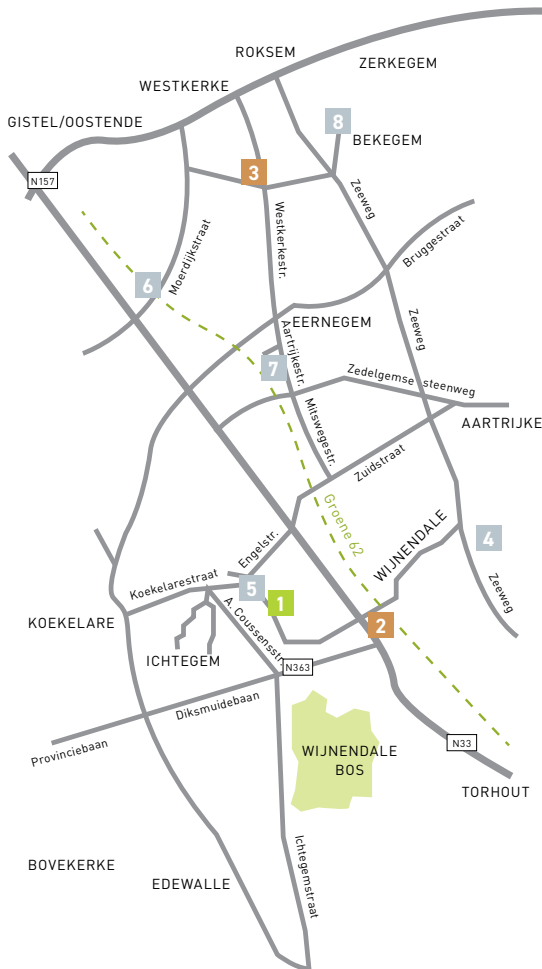 ROKSEM
ZERKEGEM
WESTKERKE
GISTEL/OOSTENDE
8
BEKEGEM
3
N157
Zeeweg
Westkerkestr.
Bruggestraat
Moerdijkstraat
6
EERNEGEM
Zeeweg
Aartrijkestr.
7
Zedelgemse steenweg
Mitswegestr.
AARTRIJKE
Zuidstraat
Groene 62
WIJNENDALE
4
Engelstr.
Koekelarestraat
5
1
Zeeweg
KOEKELARE
A. Coussensstr.
2
ICHTEGEM
N363
Diksmuidebaan
Provinciebaan
N33
WIJNENDALE
BOS
TORHOUT
Ichtegemstraat
BOVEKERKE
EDEWALLE